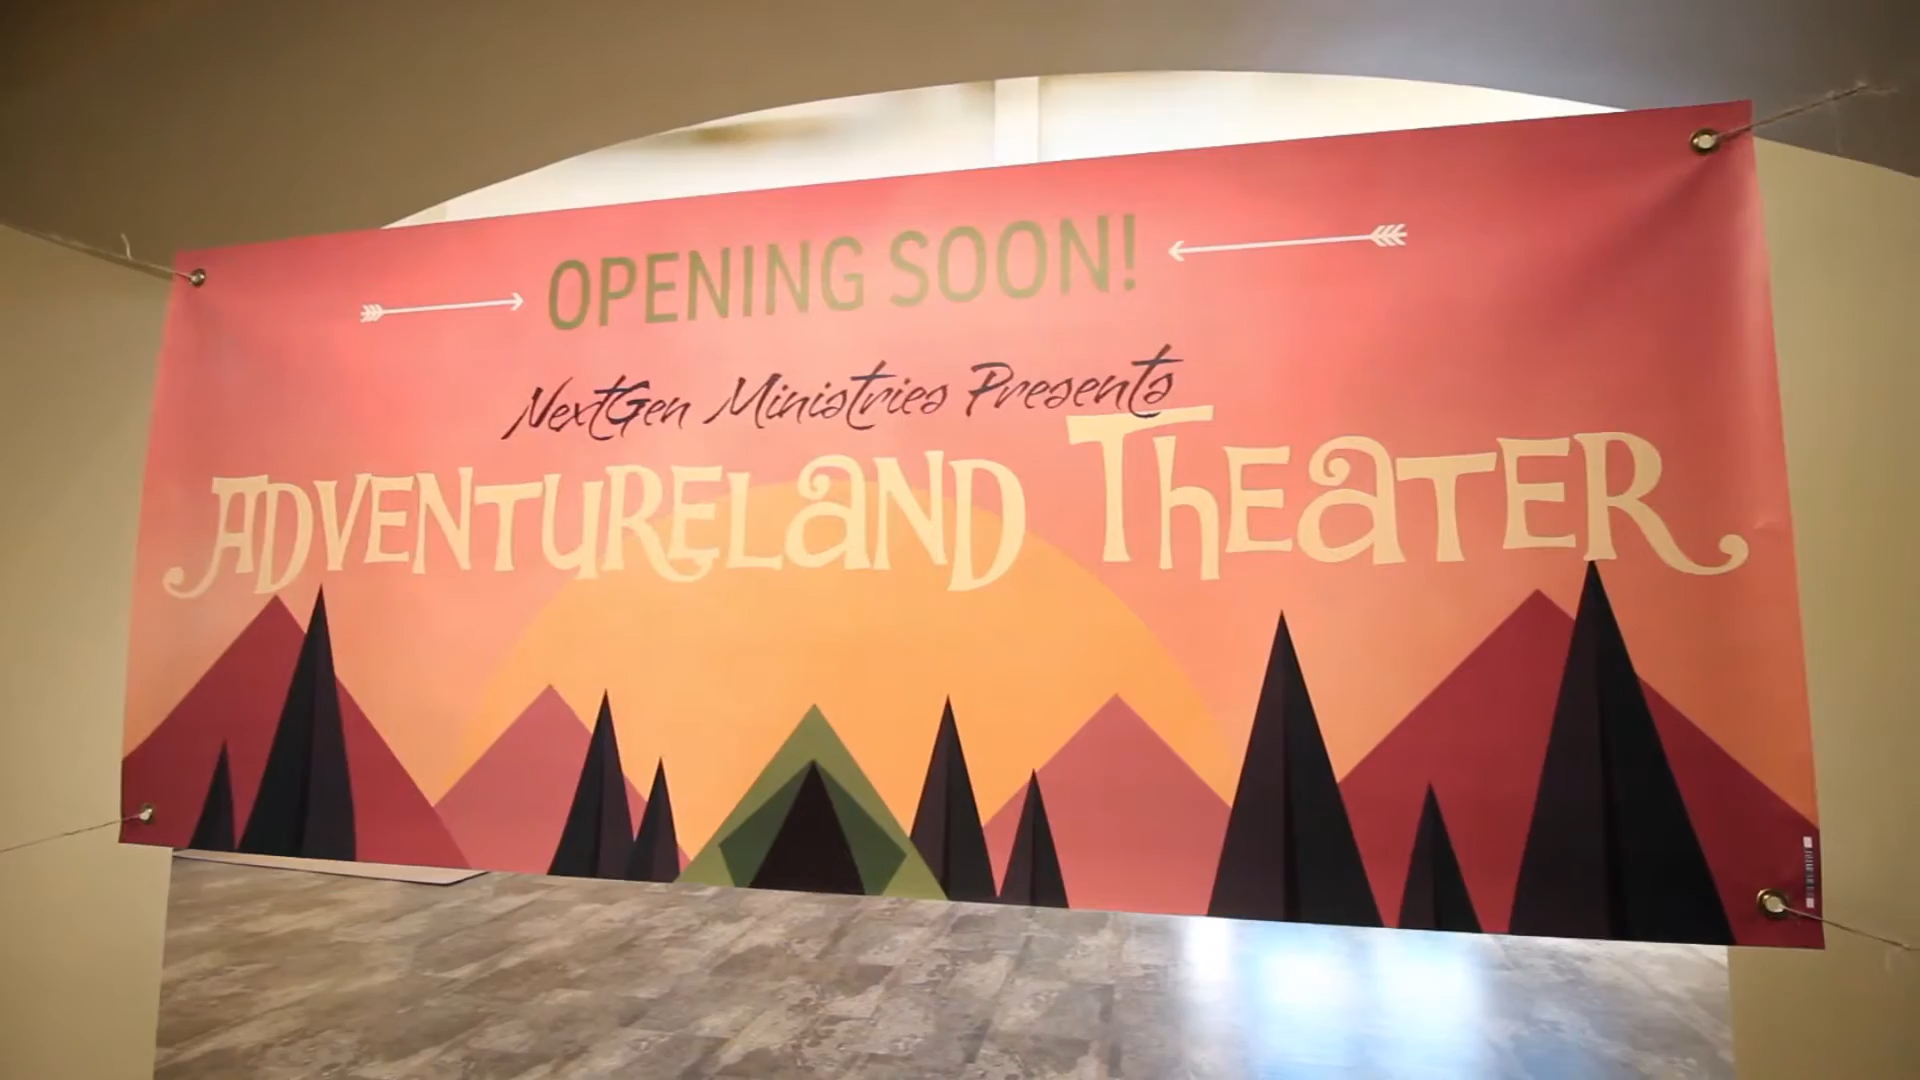 OPENING SOON!
NextGen Ministries Presents
ADVENTURELAND THEATER